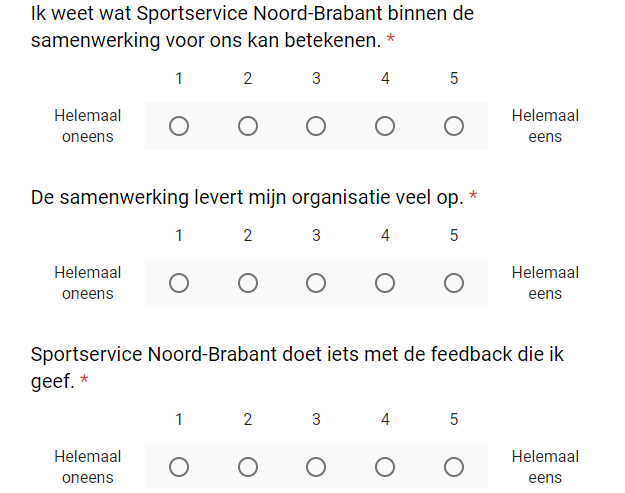 Ik weet wat Sportservice Noord-Brabant binnen de
samenwerking voor ons kan betekenen. *
1 2 3 4 5
Helemaal
oneens
Helemaal
eens
De samenwerking levert mijn organisatie veel op. *
1 2 3 4 5
Helemaal
oneens
Helemaal
eens
Sportservice Noord-Brabant doet iets met de feedback die ik
geef. *
1 2 3 4 5
Helemaal
oneens
Helemaal
eens